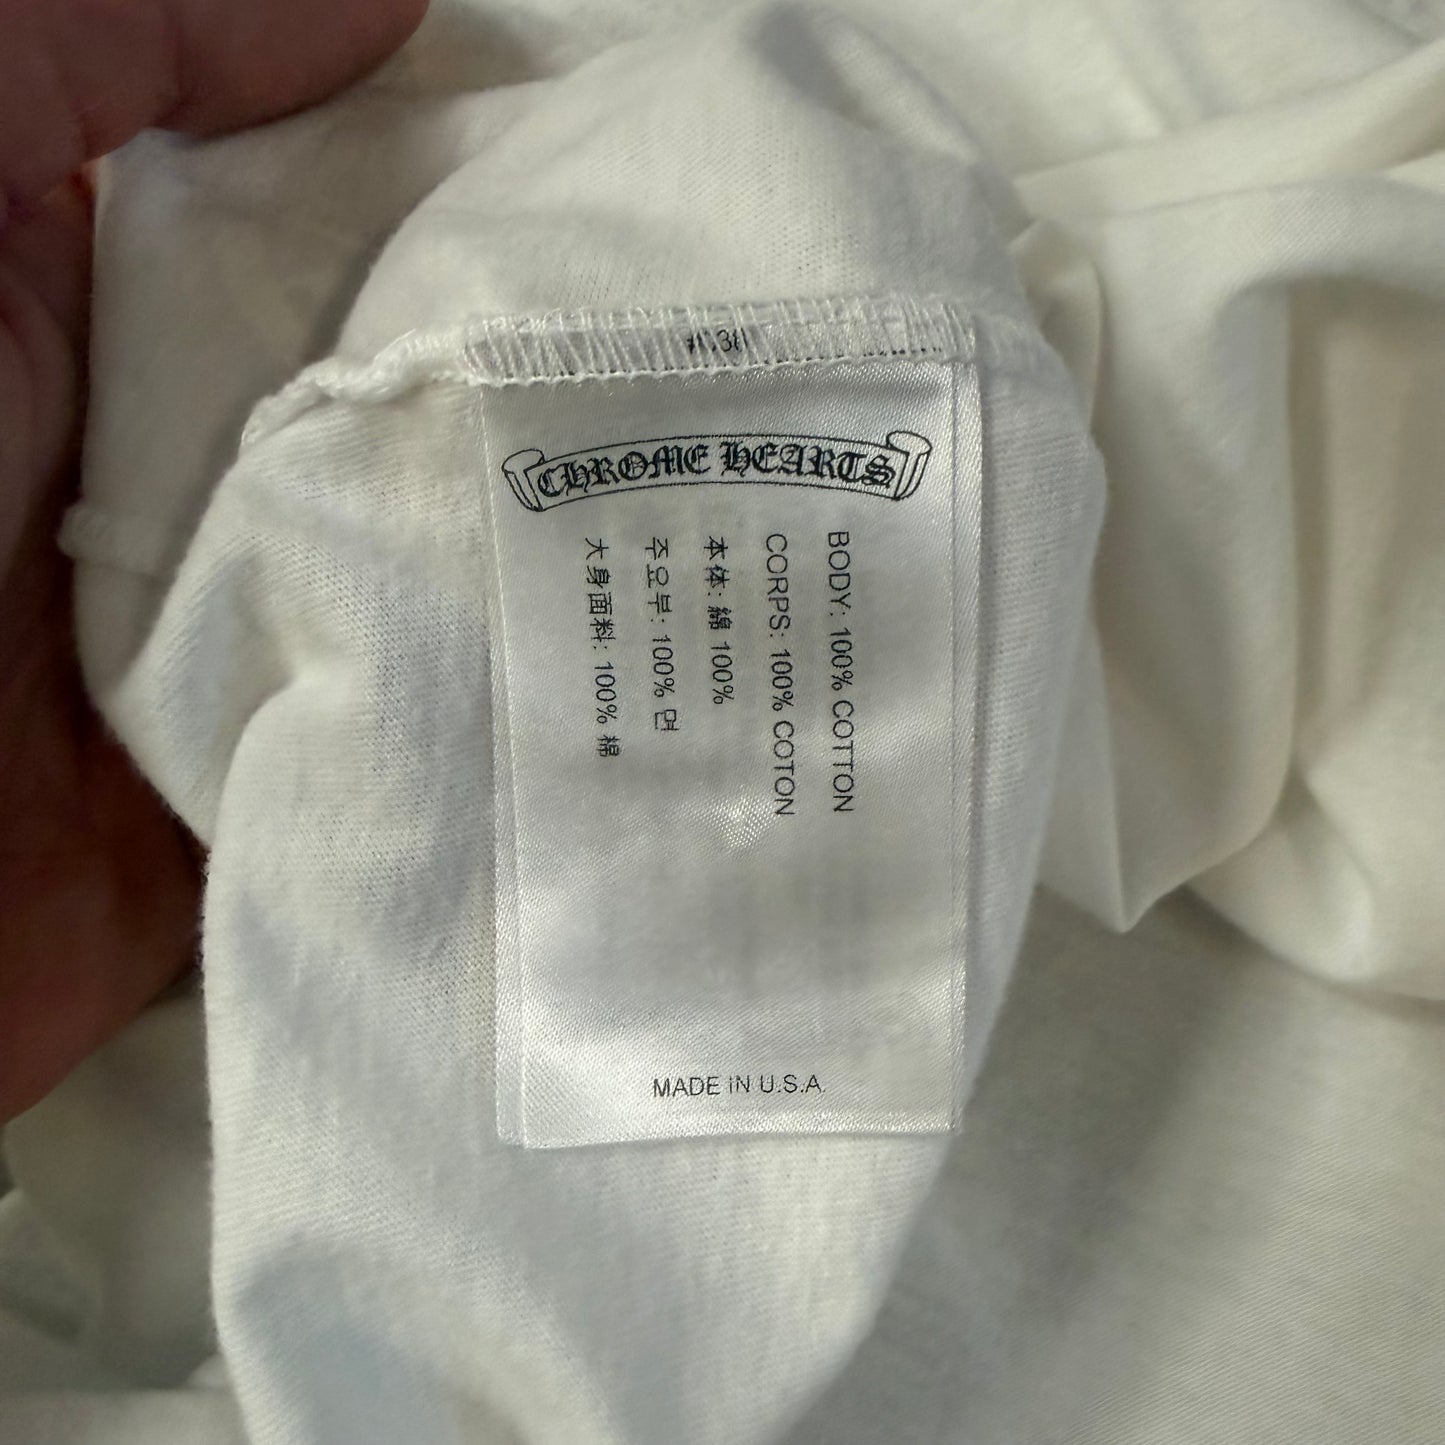 CHROME HEARTS
BODY: 100% COTTON
CORPS: 100% COTON
本体: 綿 100%
주요부: 100% 면
大身面料: 100% 棉
MADE IN U.S.A.